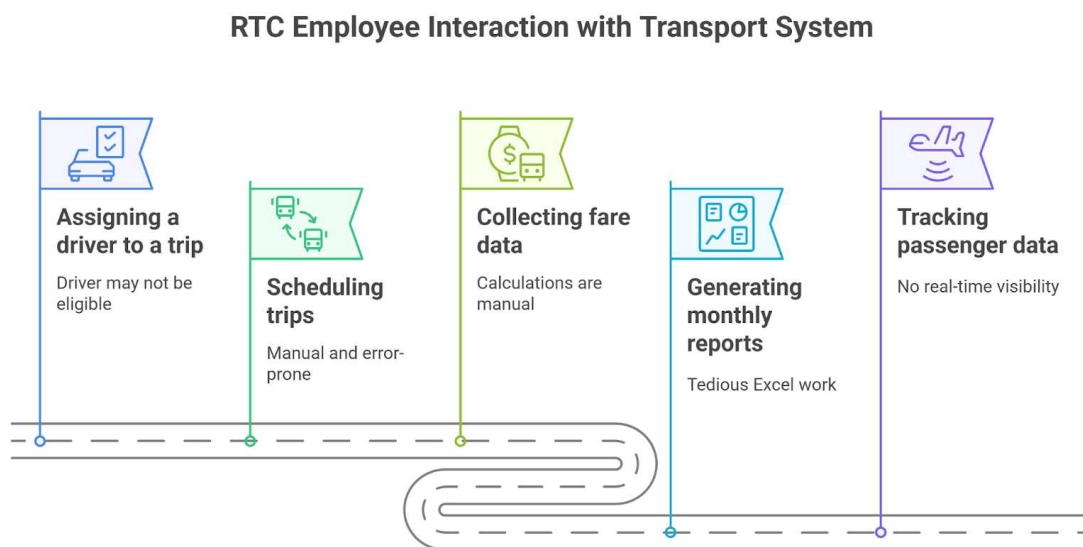 RTC Employee Interaction with Transport System
Assigning a
driver to a trip
Driver may not be
eligible
Scheduling
trips
Manual and error-
prone
$
Collecting fare
data
Calculations are
manual
Generating
monthly
reports
Tedious Excel work
Tracking
passenger data
No real-time visibility